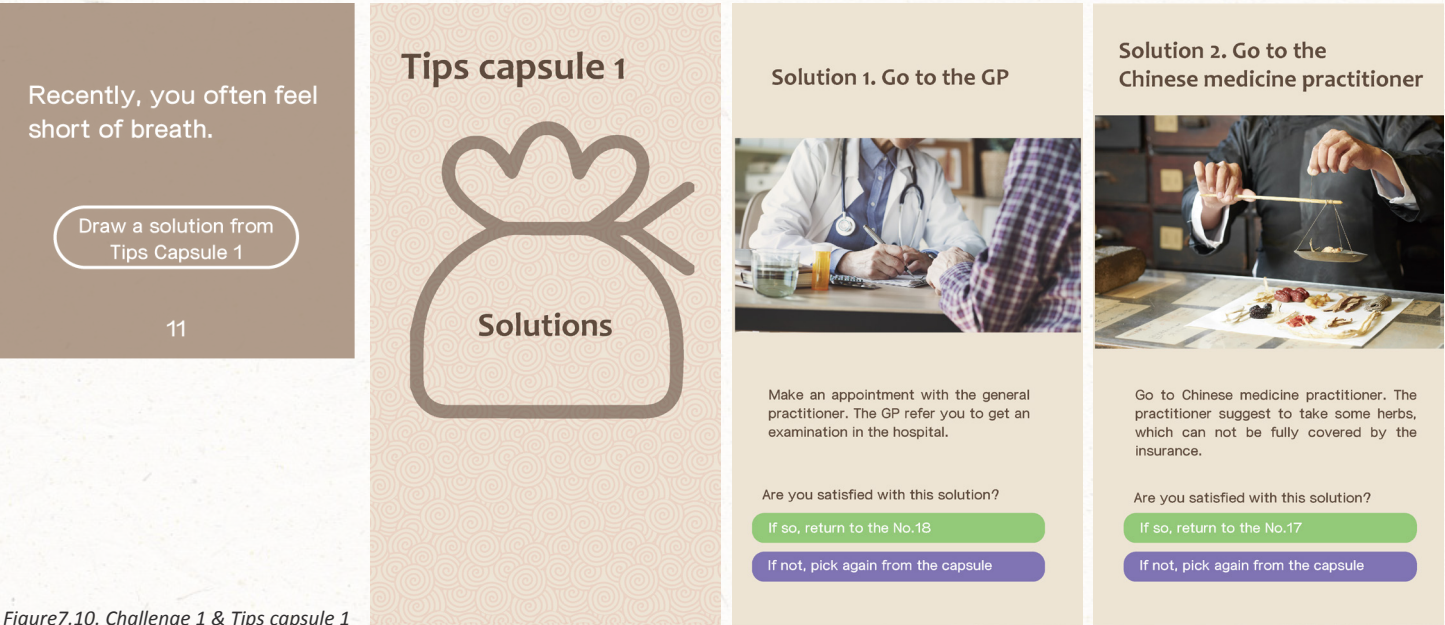 Recently, you often feel
short of breath.
Draw a solution from
Tips Capsule 1
11
Figure7.10. Challenge 1 & Tips capsule 1
Tips capsule 1
Solutions
Solution 1. Go to the GP
Make an appointment with the general
practitioner. The GP refer you to get an
examination in the hospital.
Are you satisfied with this solution?
If so, return to the No.18
If not, pick again from the capsule
Solution 2. Go to the
Chinese medicine practitioner
Go to Chinese medicine practitioner. The
practitioner suggest to take some herbs,
which can not be fully covered by the
insurance.
Are you satisfied with this solution?
If so, return to the No.17
If not, pick again from the capsule